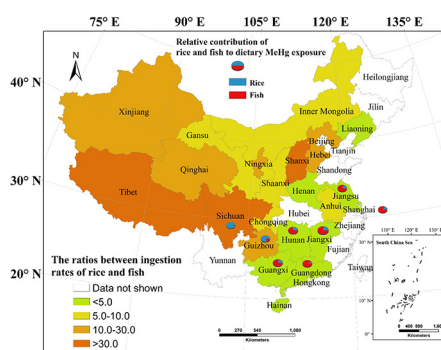 75° E
90° E
105° E
120° E
135° E
N
Relative contribution of
rice and fish to dietary MeHg exposure
Rice
Fish
40° N
30° N
20° N
Heilongjiang
Jilin
Liaoning
Inner Mongolia
Xinjiang
Gansu
Beijing
Tianjin
Hebei
Ningxia
Shanxi
Shandong
Qinghai
Shaanxi
Henan
Jiangsu
Tibet
Anhui
Shanghai
Hubei
Sichuan
Chongqing
Zhejiang
Hunan
Jiangxi
Guizhou
Fujian
Yunnan
Guangxi
Guangdong
Hongkong
Taiwan
Hainan
The ratios between ingestion
rates of rice and fish
Data not shown
<5.0
5.0-10.0
10.0-30.0
>30.0
0
270
540
1,080
Kilometers
South China Sea
110° E
120° E
Kilometers